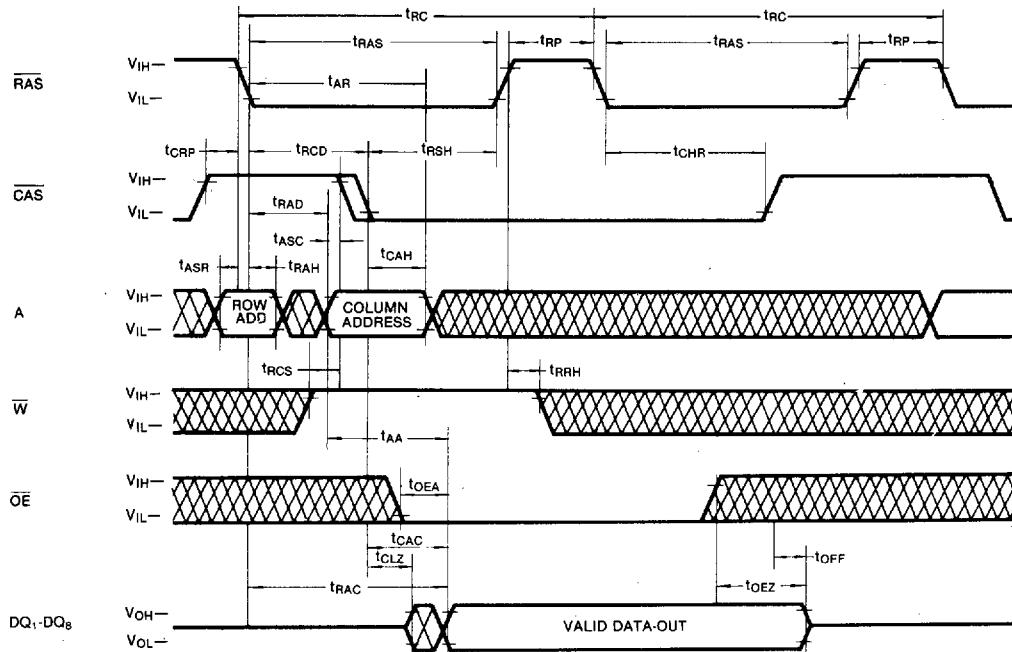 tRC tRC
tRAS tRP tRAS tRP
RAS VIH— VIL—
tAR
tCRP tRCD tRSH tCHR
CAS VIH— VIL—
tRAD
tASC
tASR tRAH tCAH
A VIH— VIL—
ROW ADD
COLUMN ADDRESS
tRCS tRRH
W VIH— VIL—
tAA
OE VIH— VIL—
tOEA
tCAC
tCLZ tOFF
tRAC tOEZ
DQ1-DQ8 VOH— VOL—
VALID DATA-OUT